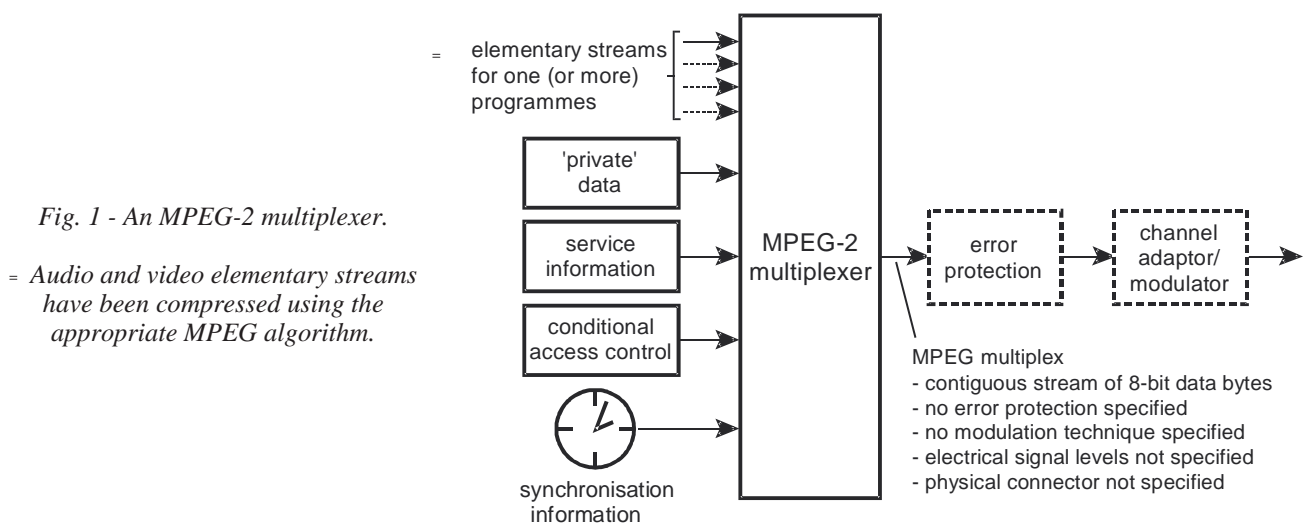 = elementary streams
for one (or more)
programmes
'private'
data
service
information
conditional
access control
synchronisation
information
MPEG-2
multiplexer
error
protection
channel
adaptor/
modulator
MPEG multiplex
- contiguous stream of 8-bit data bytes
- no error protection specified
- no modulation technique specified
- electrical signal levels not specified
- physical connector not specified
Fig. 1 - An MPEG-2 multiplexer.
= Audio and video elementary streams
have been compressed using the
appropriate MPEG algorithm.